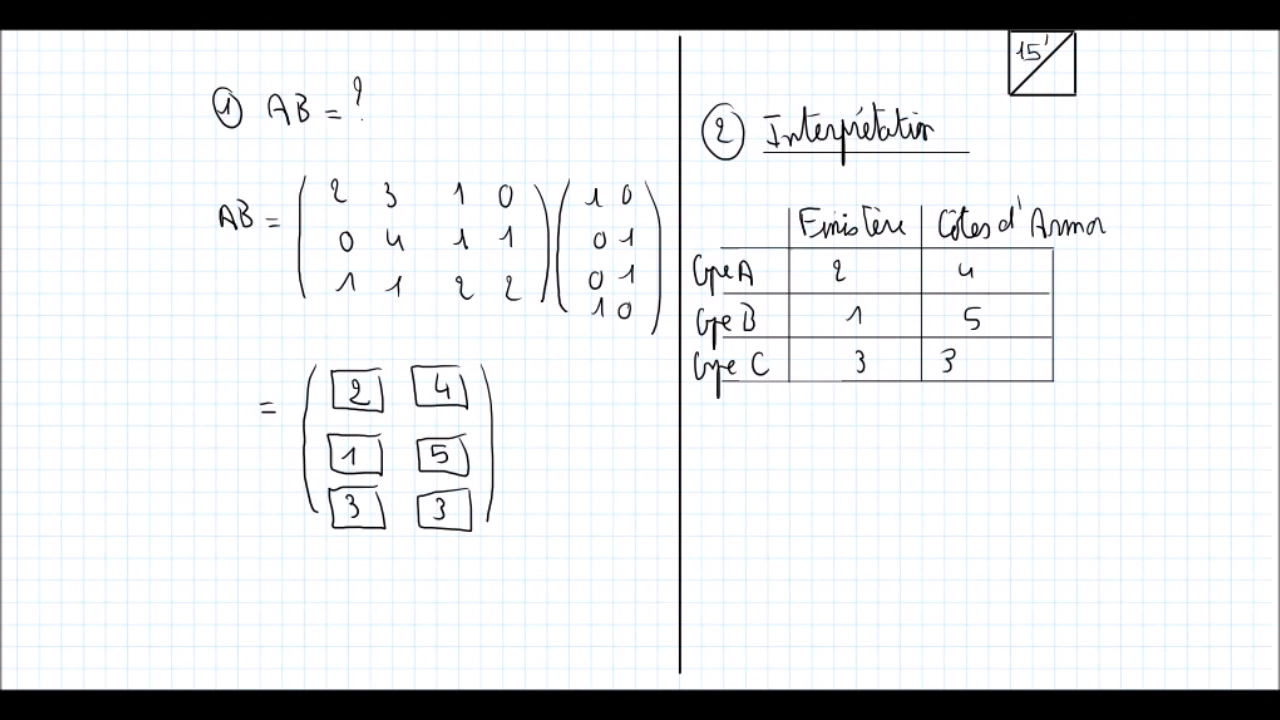 ① AB = ?
AB = ( 2 3 1 0 ) ( 1 0 )
0 4 1 1 0 1
1 1 2 2 0 1
1 0
= ( 2 4 )
1 5
3 3
15'
② Interprétation
Finistère Côtes d'Armor
Gpe A 2 4
Gpe B 1 5
Gpe C 3 3